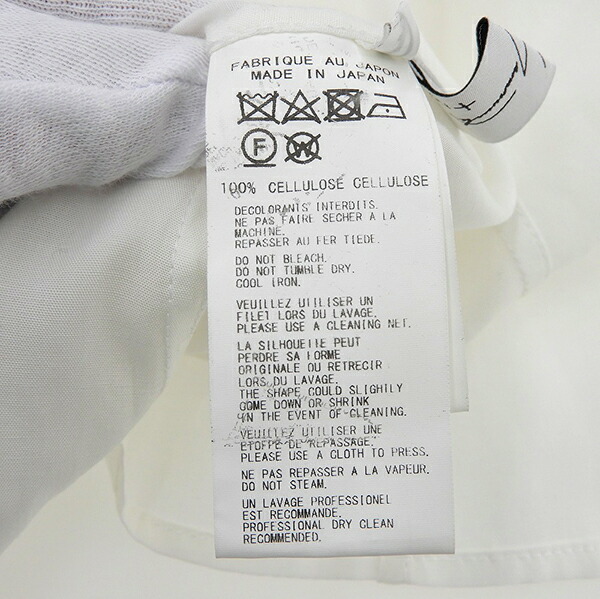 FABRIQUE AU JAPON
MADE IN JAPAN
F W
100% CELLULOSE CELLULOSE
DECOLORANTS INTERDITS.
NE PAS FAIRE SECHER A LA
MACHINE.
REPASSER AU FER TIEDE.
DO NOT BLEACH.
DO NOT TUMBLE DRY.
COOL IRON.
VEUILLEZ UTILISER UN
FILET LORS DU LAVAGE.
PLEASE USE A CLEANING NET.
LA SILHOUETTE PEUT
PERDRE SA FORME
ORIGINALE OU RETRECIR
LORS DU LAVAGE.
THE SHAPE COULD SLIGHTLY
COME DOWN OR SHRINK
IN THE EVENT OF CLEANING.
VEUILLEZ UTILISER UNE
ETOFFE DE REPASSAGE.
PLEASE USE A CLOTH TO PRESS.
NE PAS REPASSER A LA VAPEUR.
DO NOT STEAM.
UN LAVAGE PROFESSIONEL
EST RECOMMANDE.
PROFESSIONAL DRY CLEAN
RECOMMENDED.